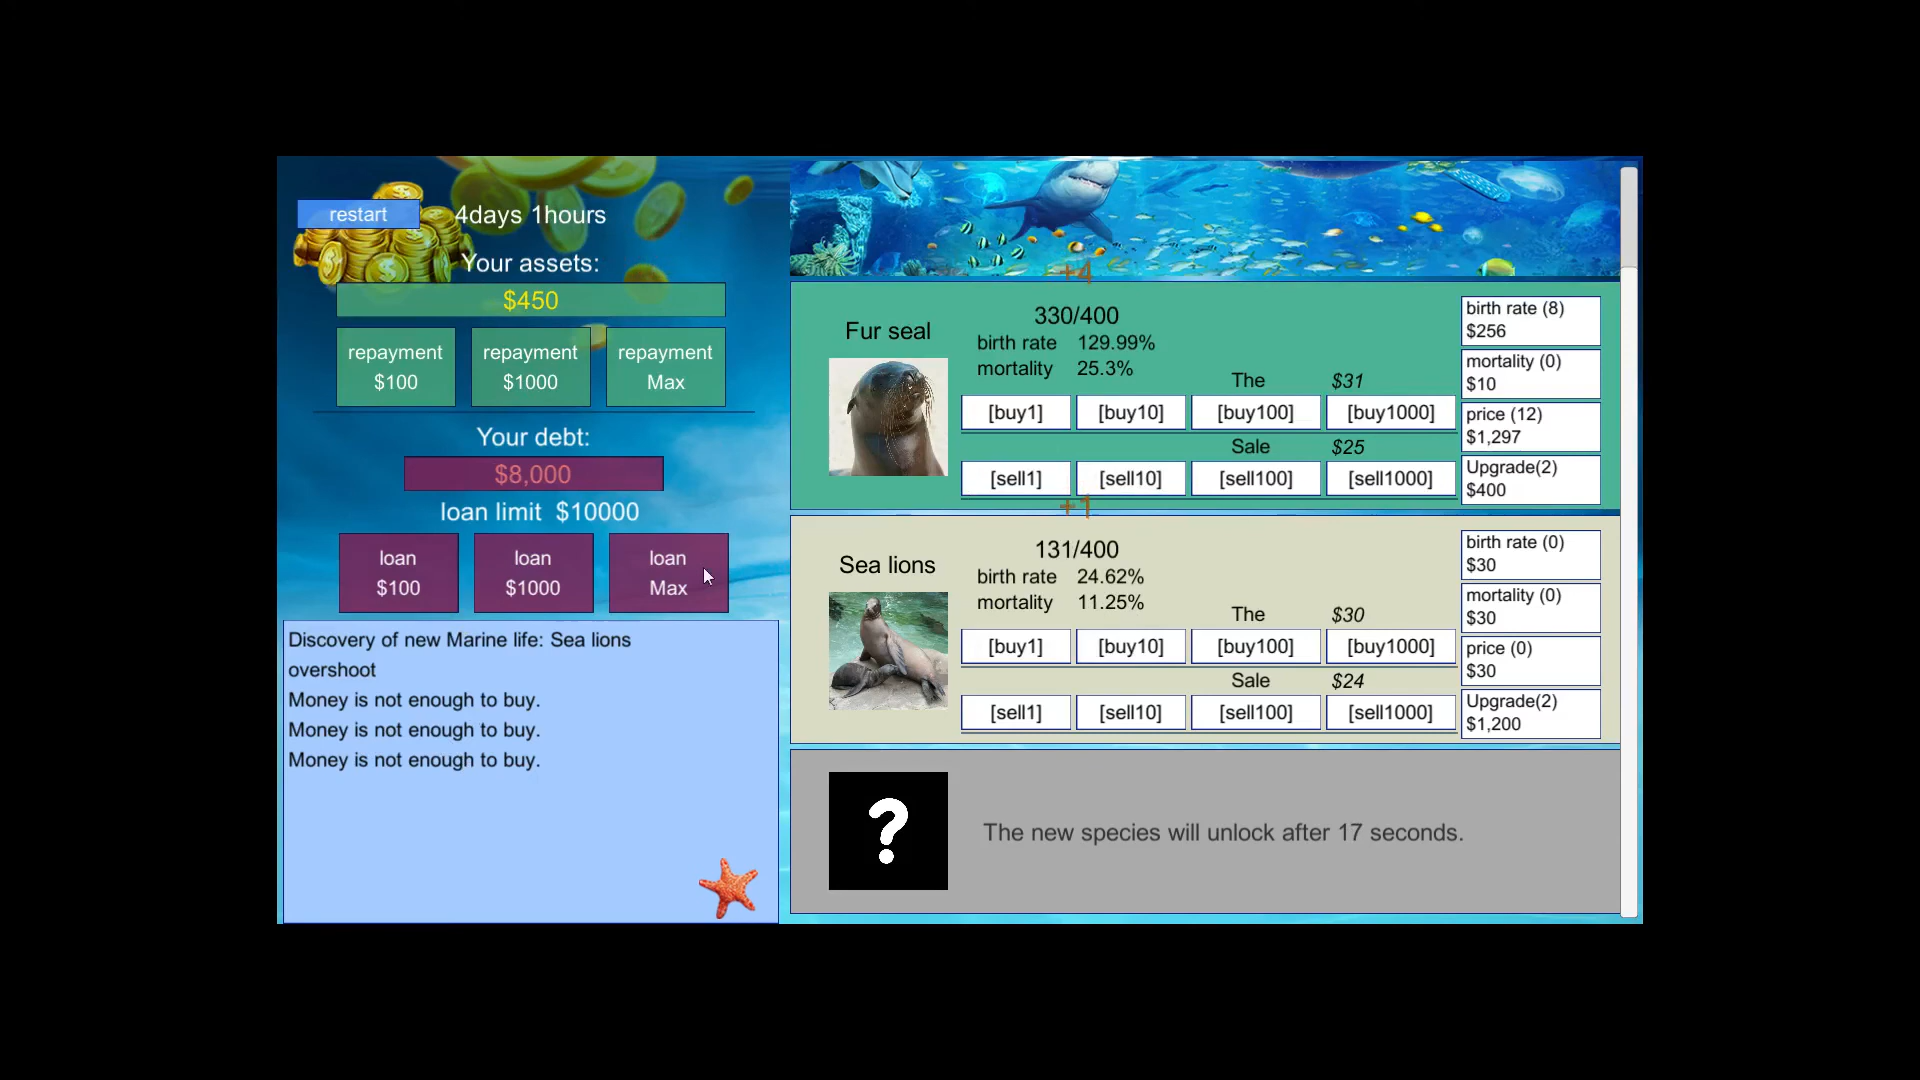 restart
4days 1hours
Your assets:
$450
repayment
$100
repayment
$1000
repayment
Max
Your debt:
$8,000
loan limit $10000
loan
$100
loan
$1000
loan
Max
Discovery of new Marine life: Sea lions
overshoot
Money is not enough to buy.
Money is not enough to buy.
Money is not enough to buy.
+4
Fur seal
330/400
birth rate 129.99%
mortality 25.3%
The $31
[buy1] [buy10] [buy100] [buy1000]
Sale $25
[sell1] [sell10] [sell100] [sell1000]
birth rate (8)
$256
mortality (0)
$10
price (12)
$1,297
Upgrade(2)
$400
+1
Sea lions
131/400
birth rate 24.62%
mortality 11.25%
The $30
[buy1] [buy10] [buy100] [buy1000]
Sale $24
[sell1] [sell10] [sell100] [sell1000]
birth rate (0)
$30
mortality (0)
$30
price (0)
$30
Upgrade(2)
$1,200
?
The new species will unlock after 17 seconds.